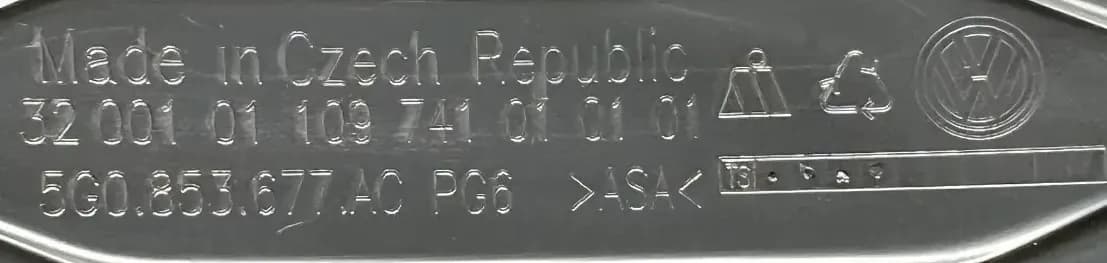 Made in Czech Republic
32 001 01 109 741 01 01 01
5G0.853.677.AC PG6 >ASA<